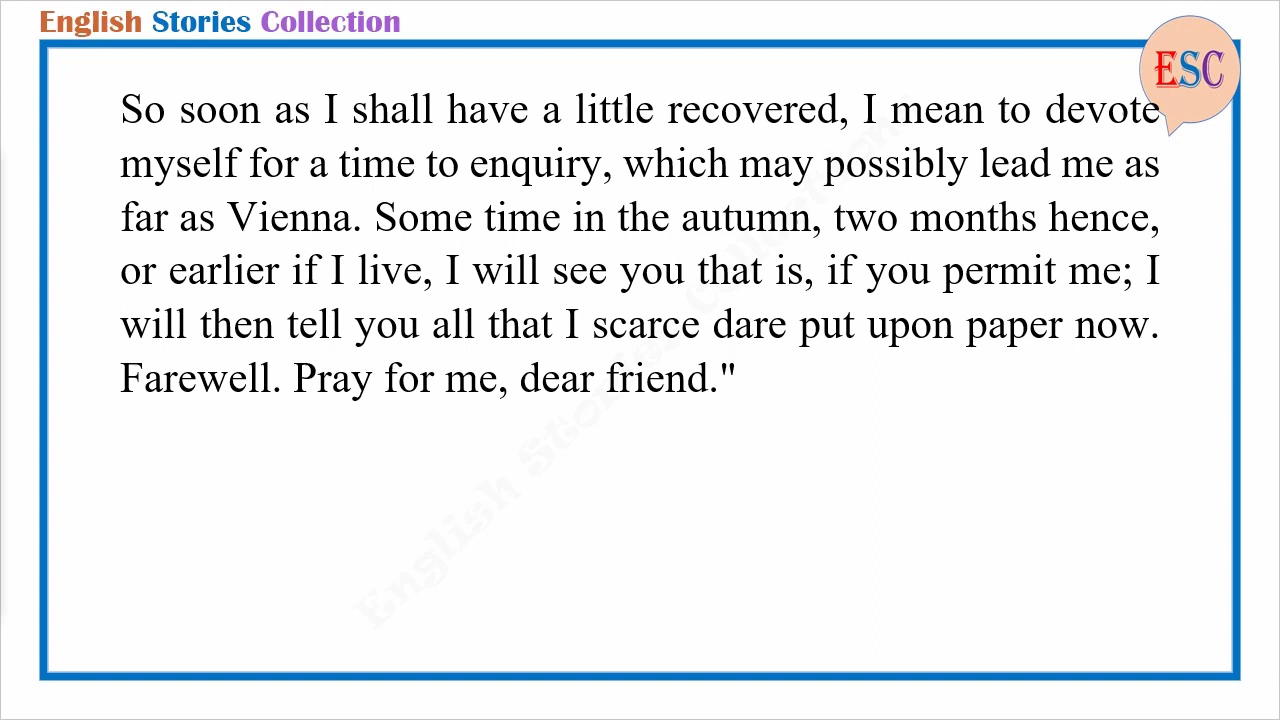 English Stories Collection
ESC
So soon as I shall have a little recovered, I mean to devote
myself for a time to enquiry, which may possibly lead me as
far as Vienna. Some time in the autumn, two months hence,
or earlier if I live, I will see you that is, if you permit me; I
will then tell you all that I scarce dare put upon paper now.
Farewell. Pray for me, dear friend."
English Stories Collection